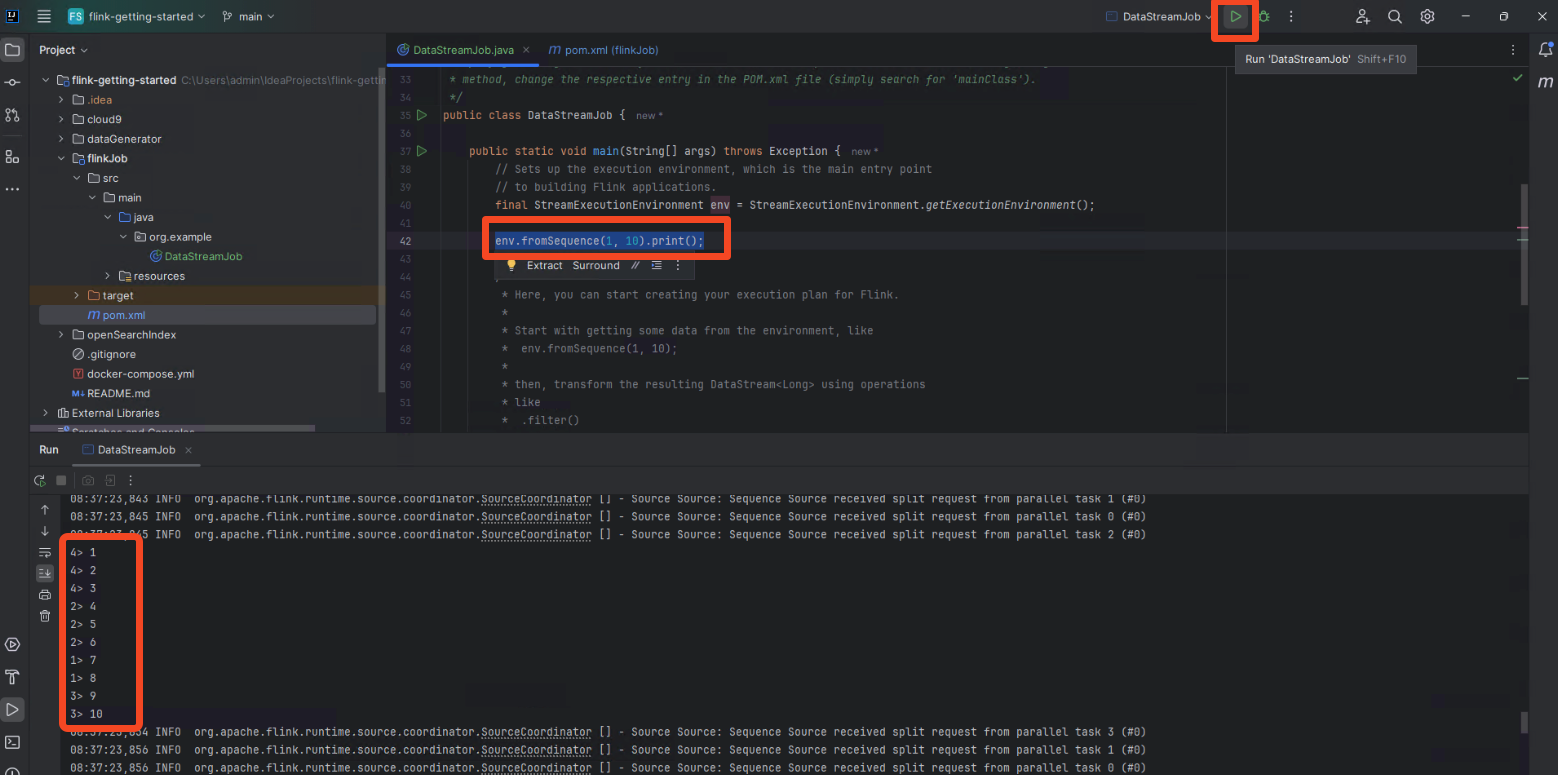 flink-getting-started
main
DataStreamJob
Run 'DataStreamJob' Shift+F10
Project
flink-getting-started C:\Users\admin\IdeaProjects\flink-gettin
.idea
cloud9
dataGenerator
flinkJob
src
main
java
org.example
DataStreamJob
resources
target
pom.xml
openSearchIndex
.gitignore
docker-compose.yml
README.md
External Libraries
Scratches and Consoles
DataStreamJob.java
pom.xml (flinkJob)
33 * method, change the respective entry in the POM.xml file (simply search for 'mainClass').
34 */
35 public class DataStreamJob { new *
36
37 public static void main(String[] args) throws Exception { new *
38 // Sets up the execution environment, which is the main entry point
39 // to building Flink applications.
40 final StreamExecutionEnvironment env = StreamExecutionEnvironment.getExecutionEnvironment();
41
42 env.fromSequence(1, 10).print();
43
Extract Surround //
44
45 * Here, you can start creating your execution plan for Flink.
46 *
47 * Start with getting some data from the environment, like
48 * env.fromSequence(1, 10);
49 *
50 * then, transform the resulting DataStream<Long> using operations
51 * like
52 * .filter()
Run DataStreamJob
08:37:23,843 INFO org.apache.flink.runtime.source.coordinator.SourceCoordinator [] - Source Source: Sequence Source received split request from parallel task 1 (#0)
08:37:23,845 INFO org.apache.flink.runtime.source.coordinator.SourceCoordinator [] - Source Source: Sequence Source received split request from parallel task 0 (#0)
08:37:23,845 INFO org.apache.flink.runtime.source.coordinator.SourceCoordinator [] - Source Source: Sequence Source received split request from parallel task 2 (#0)
4> 1
4> 2
4> 3
2> 4
2> 5
2> 6
1> 7
1> 8
3> 9
3> 10
08:37:23,854 INFO org.apache.flink.runtime.source.coordinator.SourceCoordinator [] - Source Source: Sequence Source received split request from parallel task 3 (#0)
08:37:23,856 INFO org.apache.flink.runtime.source.coordinator.SourceCoordinator [] - Source Source: Sequence Source received split request from parallel task 1 (#0)
08:37:23,856 INFO org.apache.flink.runtime.source.coordinator.SourceCoordinator [] - Source Source: Sequence Source received split request from parallel task 0 (#0)